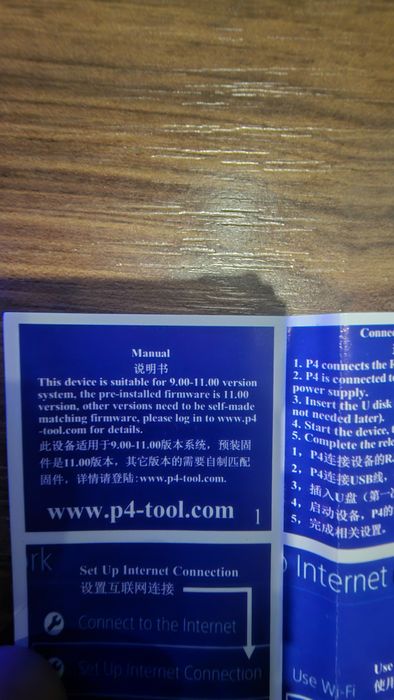 Manual
说明书
This device is suitable for 9.00-11.00 version
system, the pre-installed firmware is 11.00
version, other versions need to be self-made
matching firmware, please log in to www.p4
-tool.com for details.
此设备适用于9.00-11.00版本系统，预装固
件是11.00版本，其它版本的需要自制匹配
固件，详情请登陆:www.p4-tool.com.
www.p4-tool.com
1
rk
Set Up Internet Connection
设置互联网连接
Connect to the Internet
Set Up Internet Connection
1. P4 connects the
2. P4 is connected to
power supply.
3. Insert the U disk
not needed later).
4. Start the device,
5. Complete the
1，P4连接设备的
2，P4连接USB线，
3，插入U盘（第一
4，启动设备，P4的
5，完成相关设置。
Internet
Use Wi-Fi